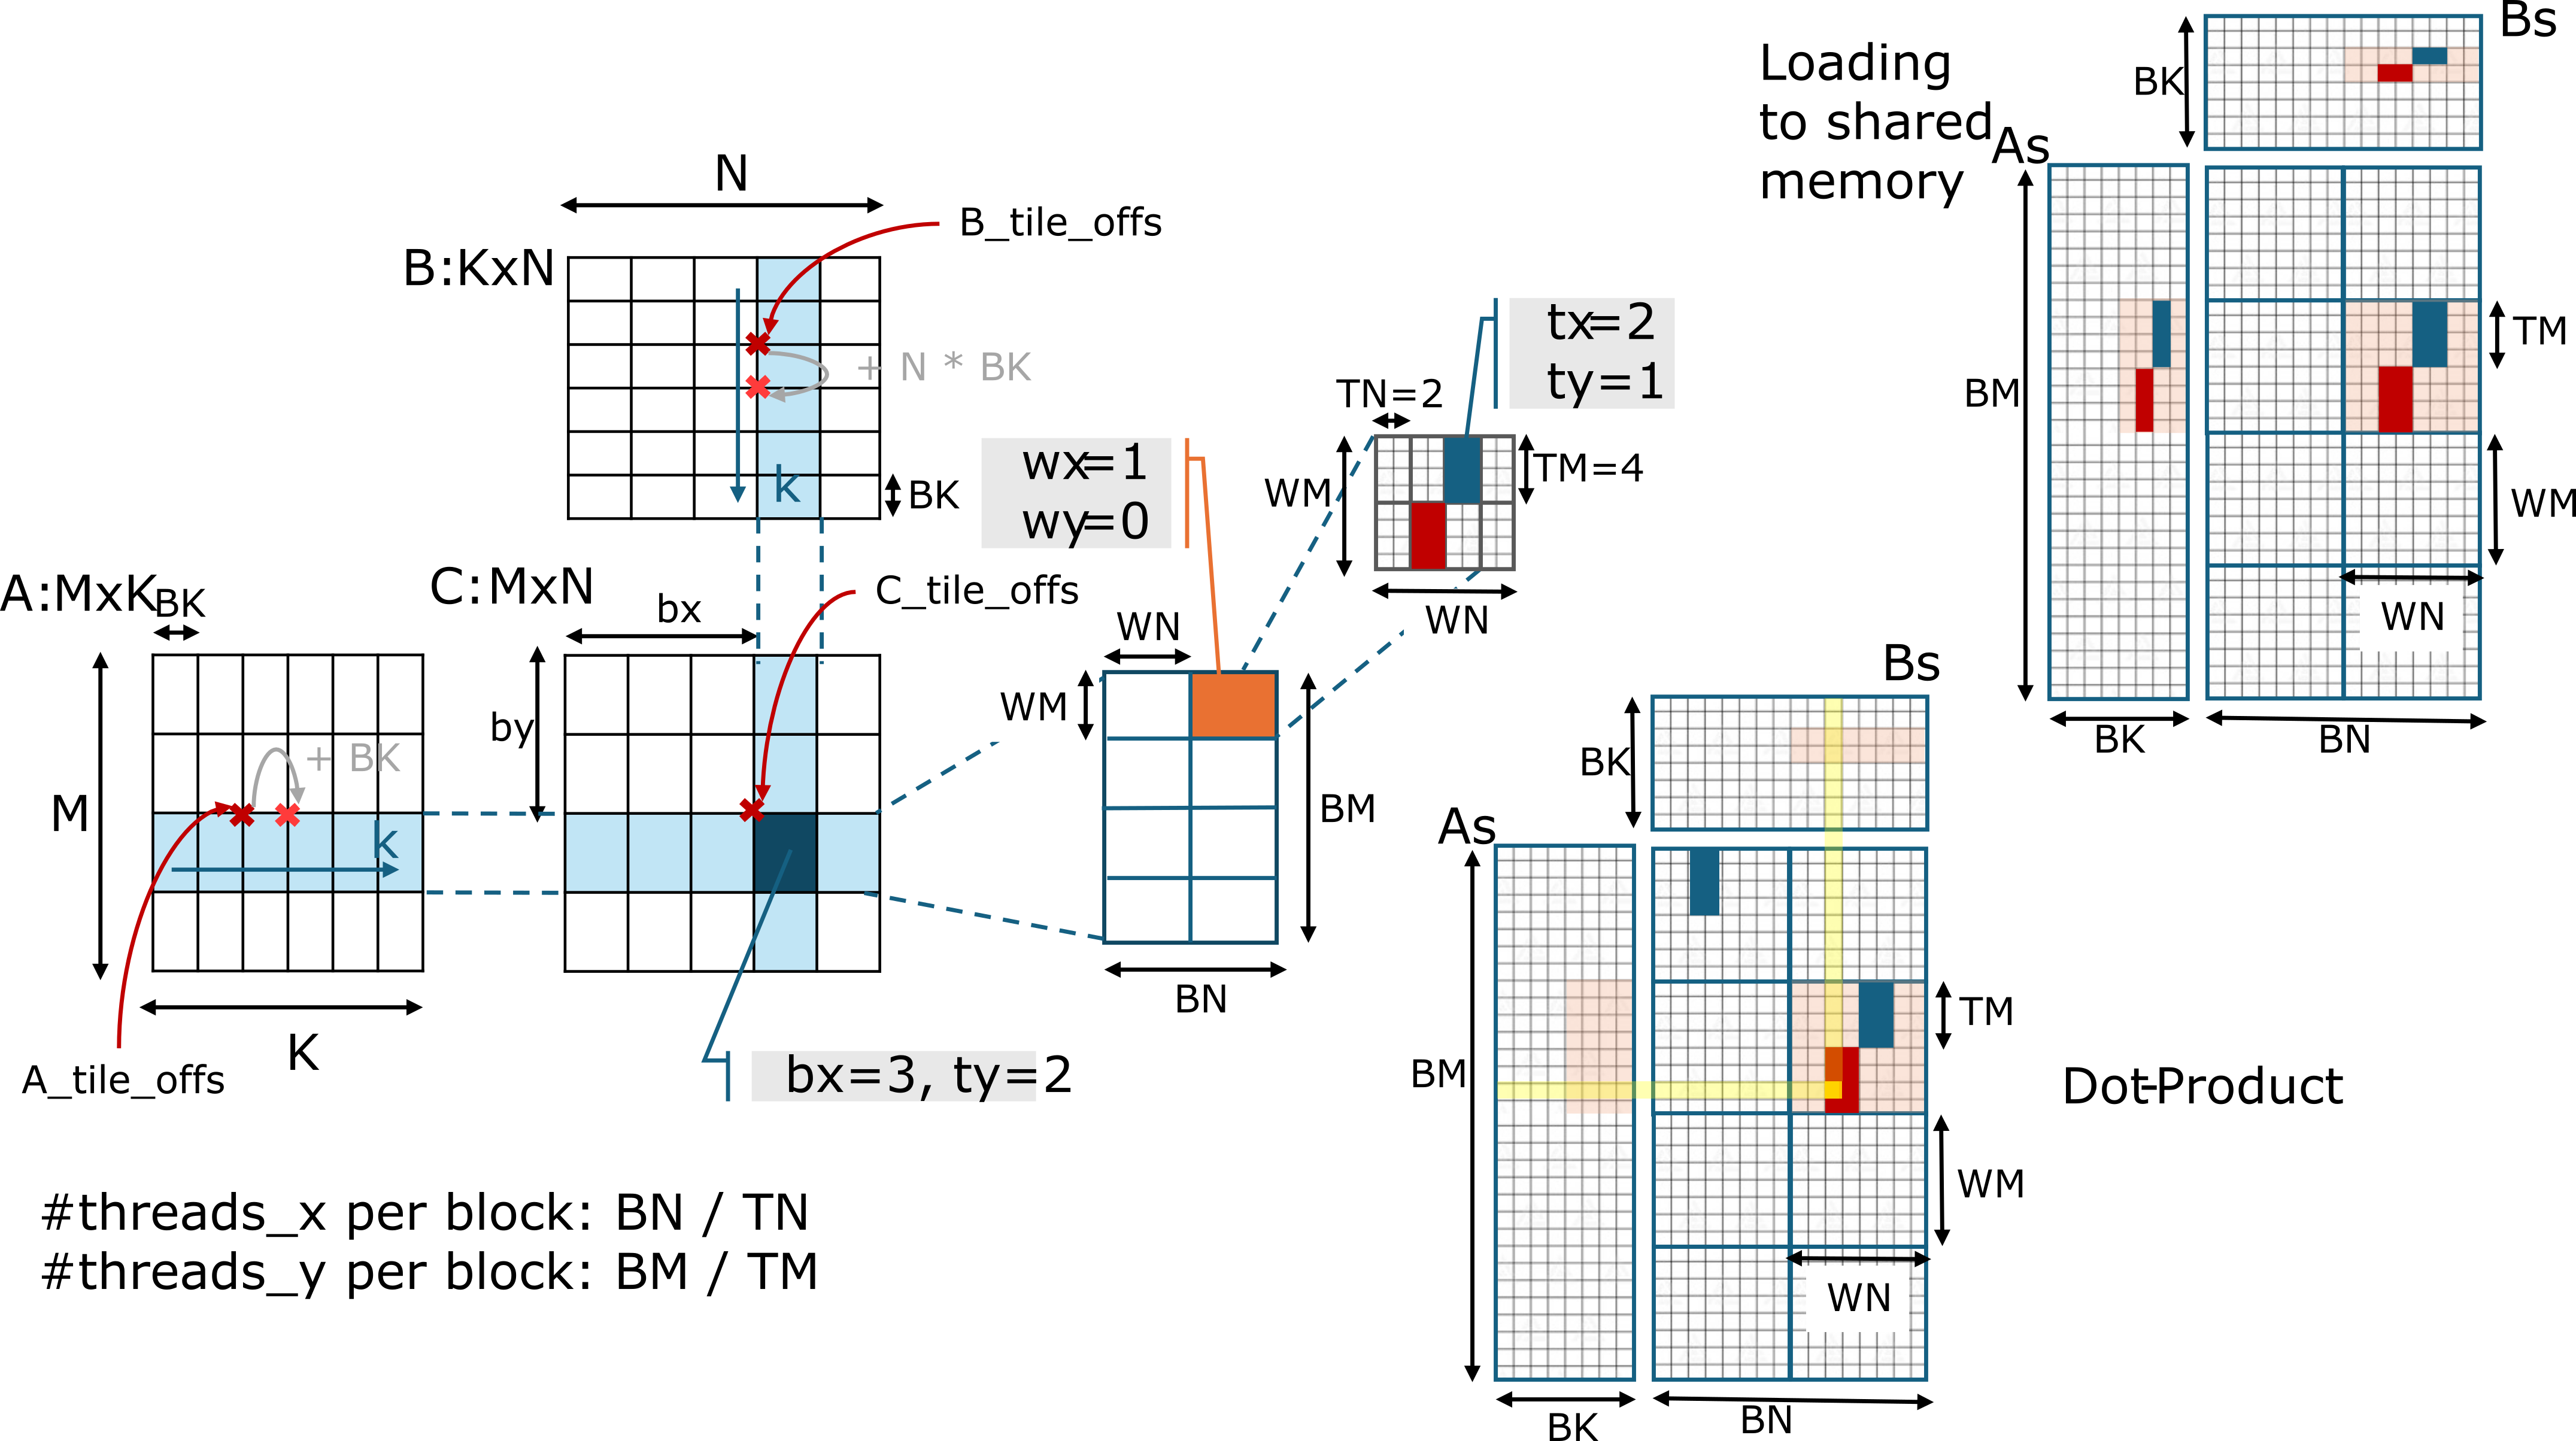 Bs
Loading
to shared
memory
BK
As
N
B_tile_offs
B:KxN
tx=2
ty=1
TM
+ N * BK
TN=2
BM
wx=1
wy=0
WM
TM=4
k
BK
WM
A:MxK
BK
C:MxN
bx
C_tile_offs
WN
WN
WN
Bs
WM
by
BK
BN
BK
+ BK
M
BM
As
k
BN
TM
K
bx=3, ty=2
BM
A_tile_offs
Dot-Product
WM
#threads_x per block: BN / TN
#threads_y per block: BM / TM
WN
BK
BN